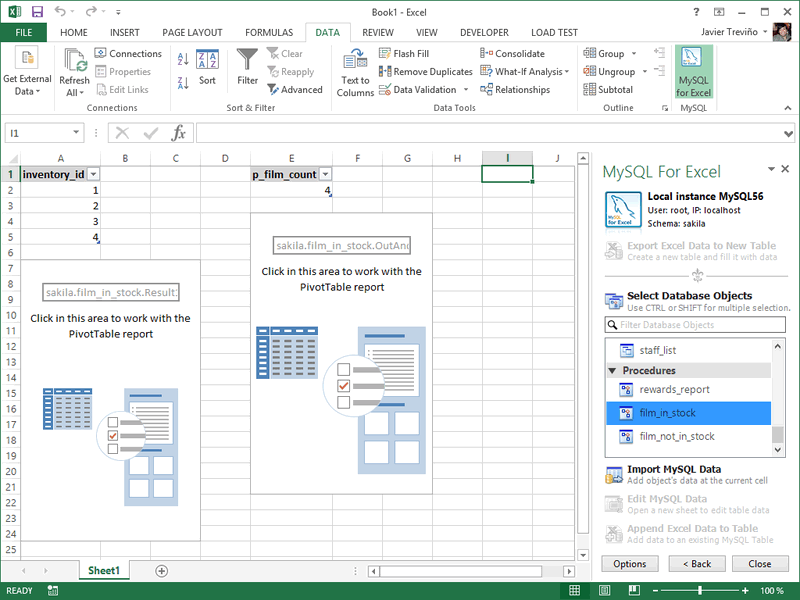 Book1 - Excel
FILE HOME INSERT PAGE LAYOUT FORMULAS DATA REVIEW VIEW DEVELOPER LOAD TEST Javier Treviño
Get External
Data
Refresh
All
Connections
Properties
Edit Links
Connections
Sort
Filter
Clear
Reapply
Advanced
Sort & Filter
Text to
Columns
Flash Fill
Remove Duplicates
Data Validation
Consolidate
What-If Analysis
Relationships
Data Tools
Group
Ungroup
Subtotal
Outline
MySQL
for Excel
MySQL
I1
fx
A B C D E F G H I J
1 inventory_id p_film_count
2 1 4
3 2
4 3
5 4
6
7
8
9
10
11
12
13
14
15
16
17
18
19
20
21
22
23
24
25
sakila.film_in_stock.Result
Click in this area to work with the
PivotTable report
sakila.film_in_stock.OutAn
Click in this area to work with the
PivotTable report
MySQL For Excel
MySQL
for Excel
Local instance MySQL56
User: root, IP: localhost
Schema: sakila
Export Excel Data to New Table
Create a new table and fill it with data
Select Database Objects
Use CTRL or SHIFT for multiple selection.
Filter Database Objects
staff_list
Procedures
rewards_report
film_in_stock
film_not_in_stock
Import MySQL Data
Add object's data at the current cell
Edit MySQL Data
Open a new sheet to edit table data
Append Excel Data to Table
Add data to an existing MySQL Table
Options < Back Close
Sheet1
READY 100 %